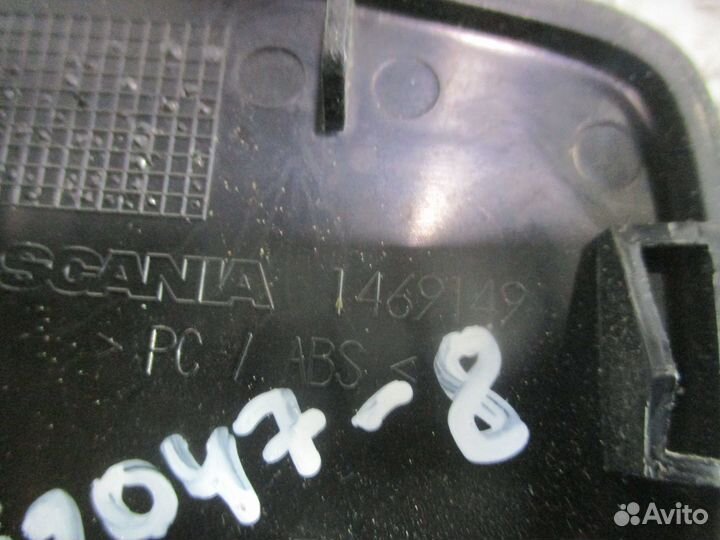 SCANIA 1469149
> PC / ABS <
1047-8
Avito